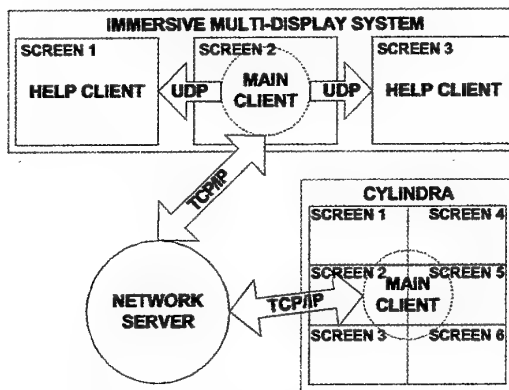 IMMERSIVE MULTI-DISPLAY SYSTEM
SCREEN 1
SCREEN 2
SCREEN 3
HELP CLIENT
UDP
MAIN
CLIENT
UDP
HELP CLIENT
TCP/IP
CYLINDRA
SCREEN 1
SCREEN 4
SCREEN 2
SCREEN 5
MAIN
CLIENT
SCREEN 3
SCREEN 6
NETWORK
SERVER
TCP/IP